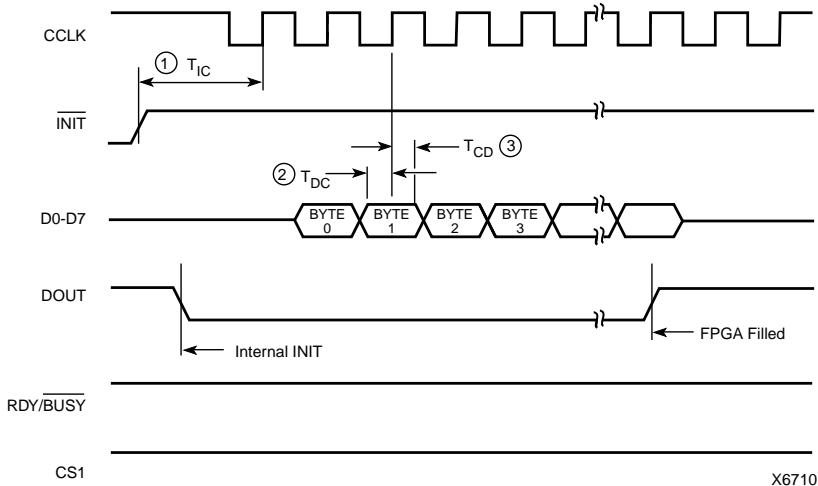 CCLK
① T_IC
INIT
T_CD ③
② T_DC
D0-D7
BYTE 0
BYTE 1
BYTE 2
BYTE 3
DOUT
FPGA Filled
Internal INIT
RDY/BUSY
CS1
X6710